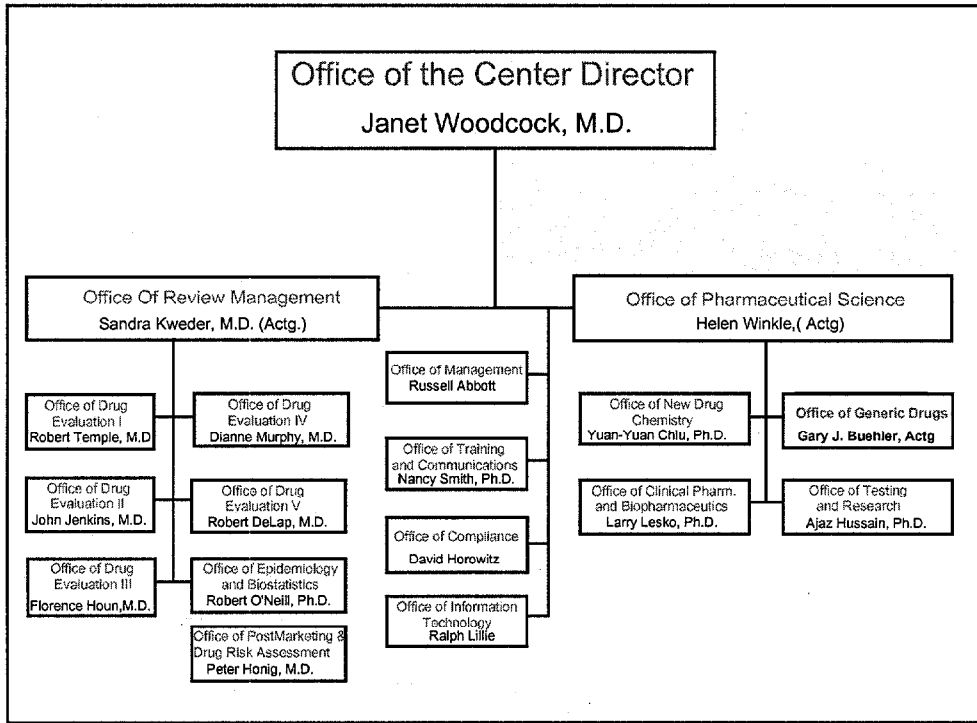 Office of the Center Director
Janet Woodcock, M.D.
Office Of Review Management
Sandra Kweder, M.D. (Actg.)
Office of Pharmaceutical Science
Helen Winkle,( Actg)
Office of Drug
Evaluation I
Robert Temple, M.D
Office of Drug
Evaluation IV
Dianne Murphy, M.D.
Office of Drug
Evaluation II
John Jenkins, M.D.
Office of Drug
Evaluation V
Robert DeLap, M.D.
Office of Drug
Evaluation III
Florence Houn,M.D.
Office of Epidemiology
and Biostatistics
Robert O'Neill, Ph.D.
Office of PostMarketing &
Drug Risk Assessment
Peter Honig, M.D.
Office of Management
Russell Abbott
Office of Training
and Communications
Nancy Smith, Ph.D.
Office of Compliance
David Horowitz
Office of Information
Technology
Ralph Lillie
Office of New Drug
Chemistry
Yuan-Yuan Chiu, Ph.D.
Office of Generic Drugs
Gary J. Buehler, Actg
Office of Clinical Pharm.
and Biopharmaceutics
Larry Lesko, Ph.D.
Office of Testing
and Research
Ajaz Hussain, Ph.D.